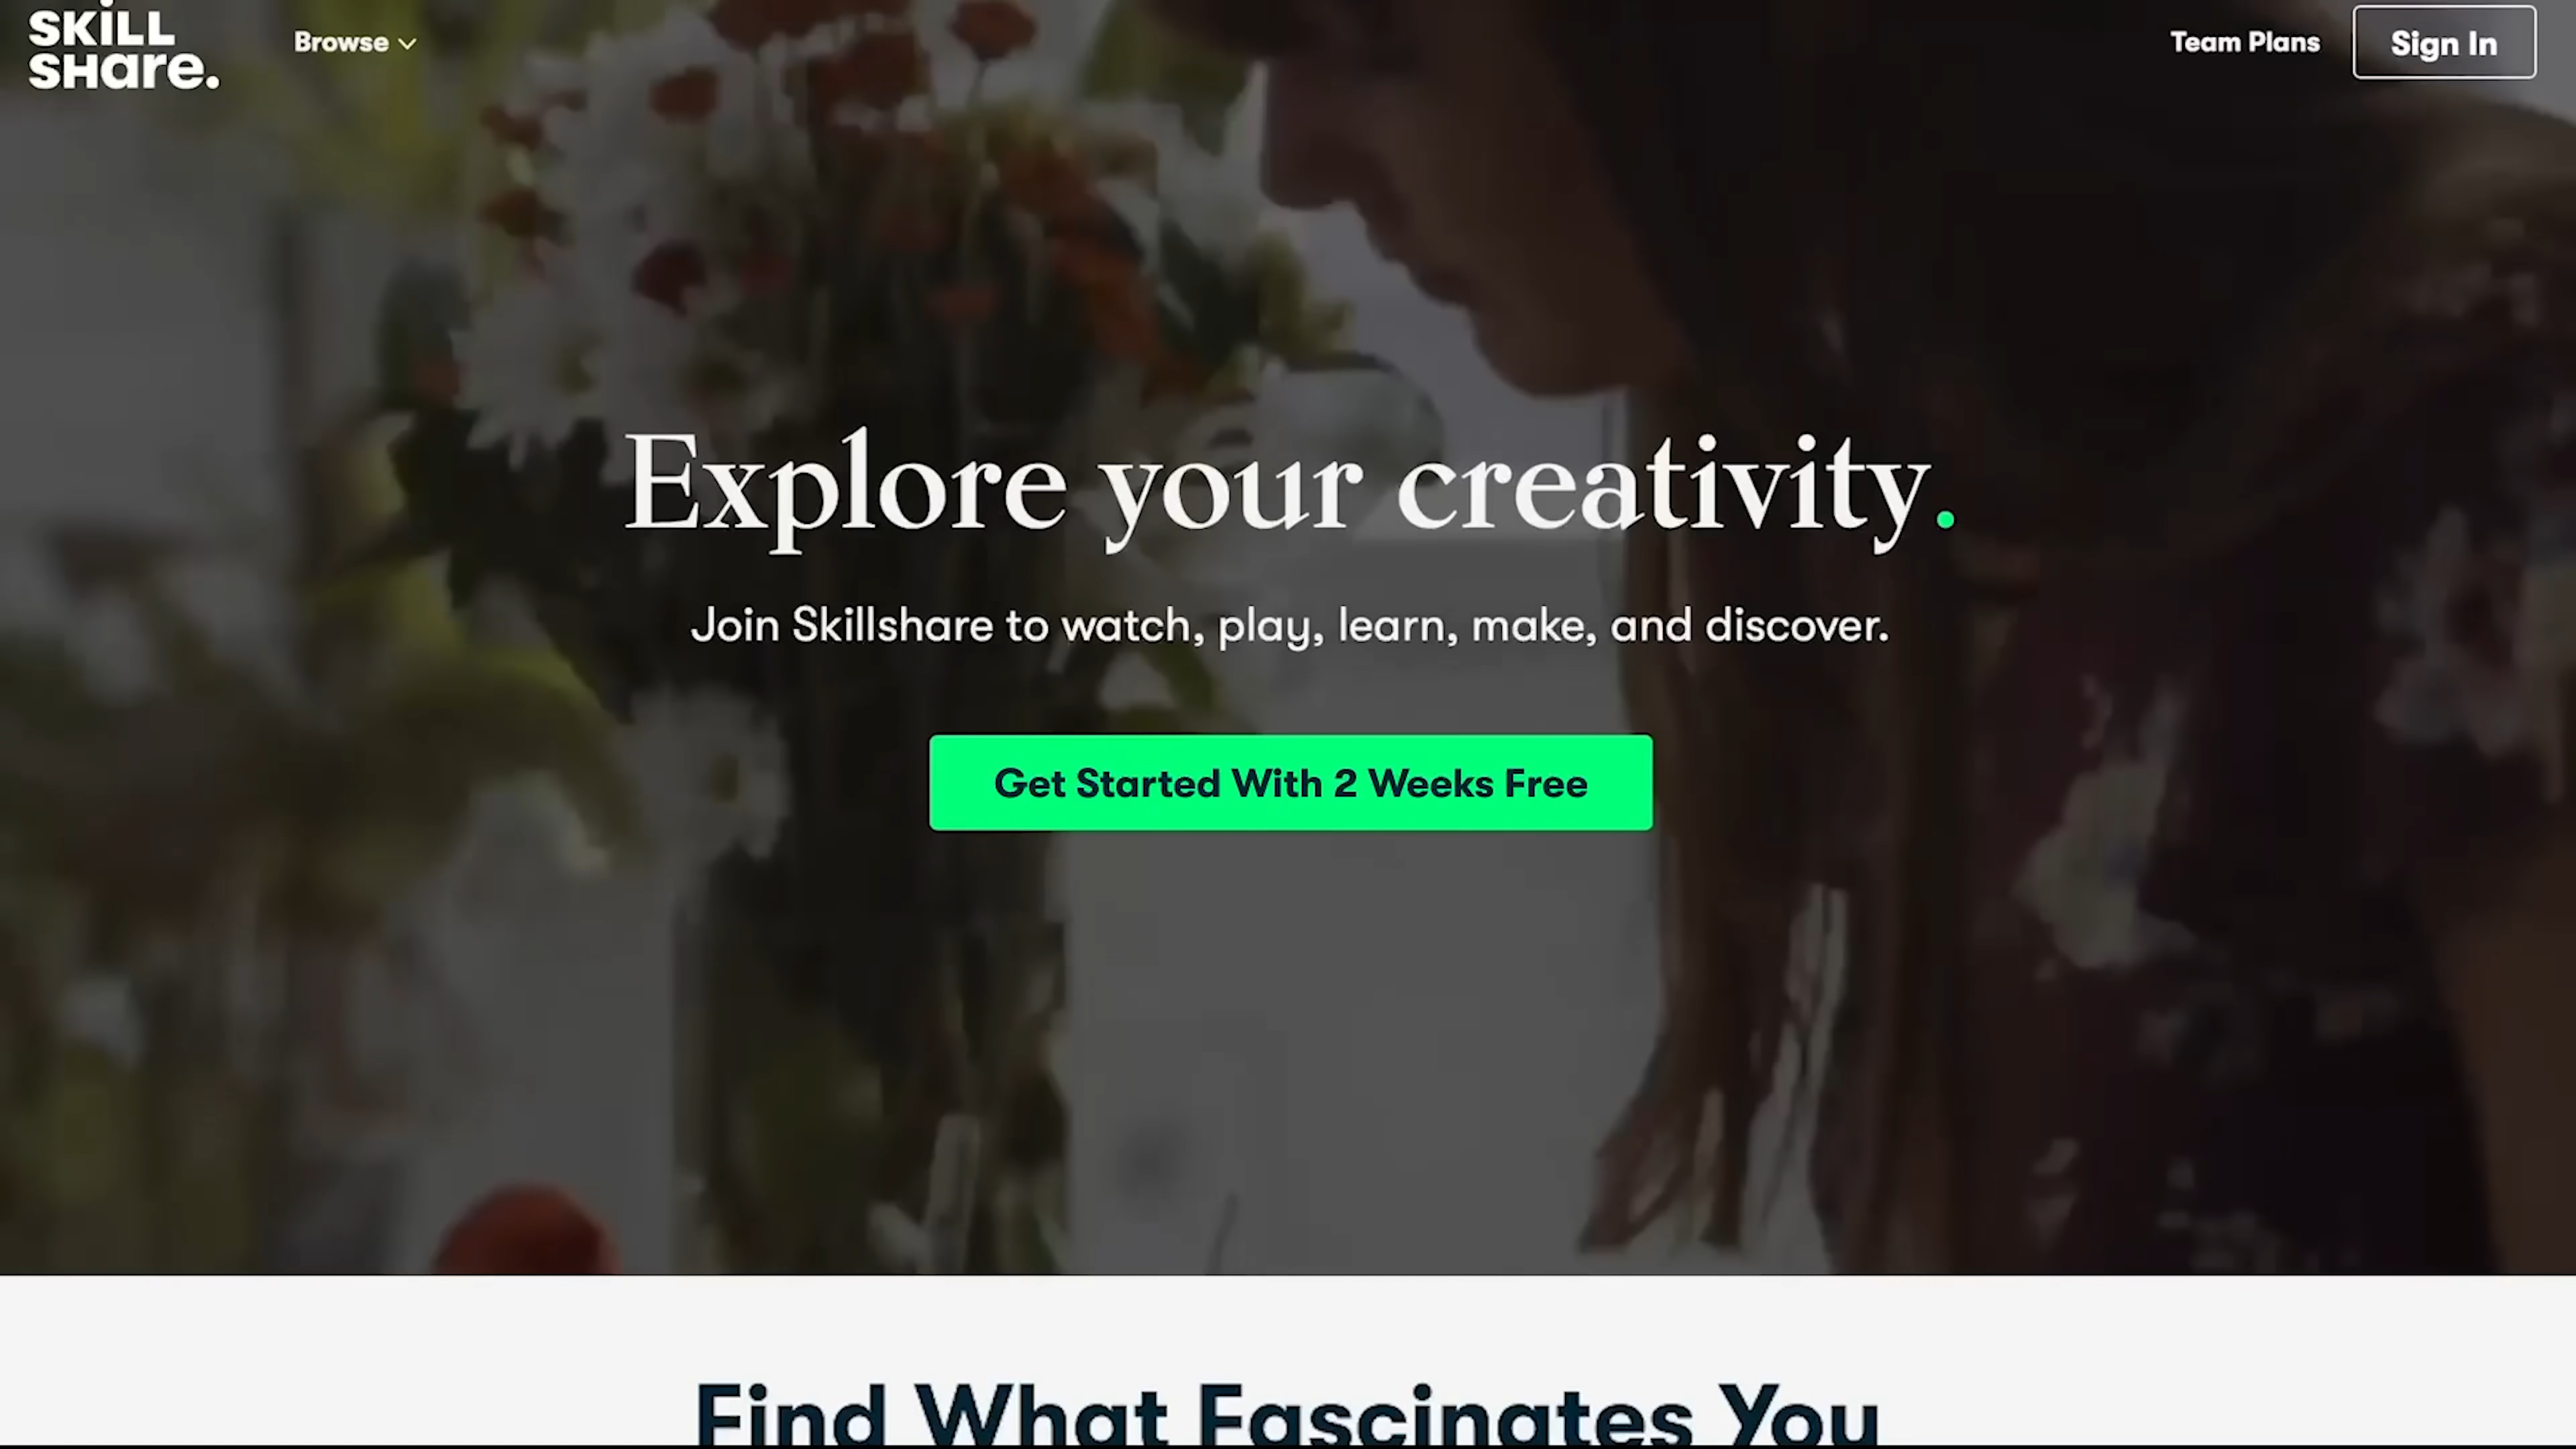 SKiLL
SHare.
Browse
Team Plans
Sign In
Explore your creativity.
Join Skillshare to watch, play, learn, make, and discover.
Get Started With 2 Weeks Free
Find What Fascinates You